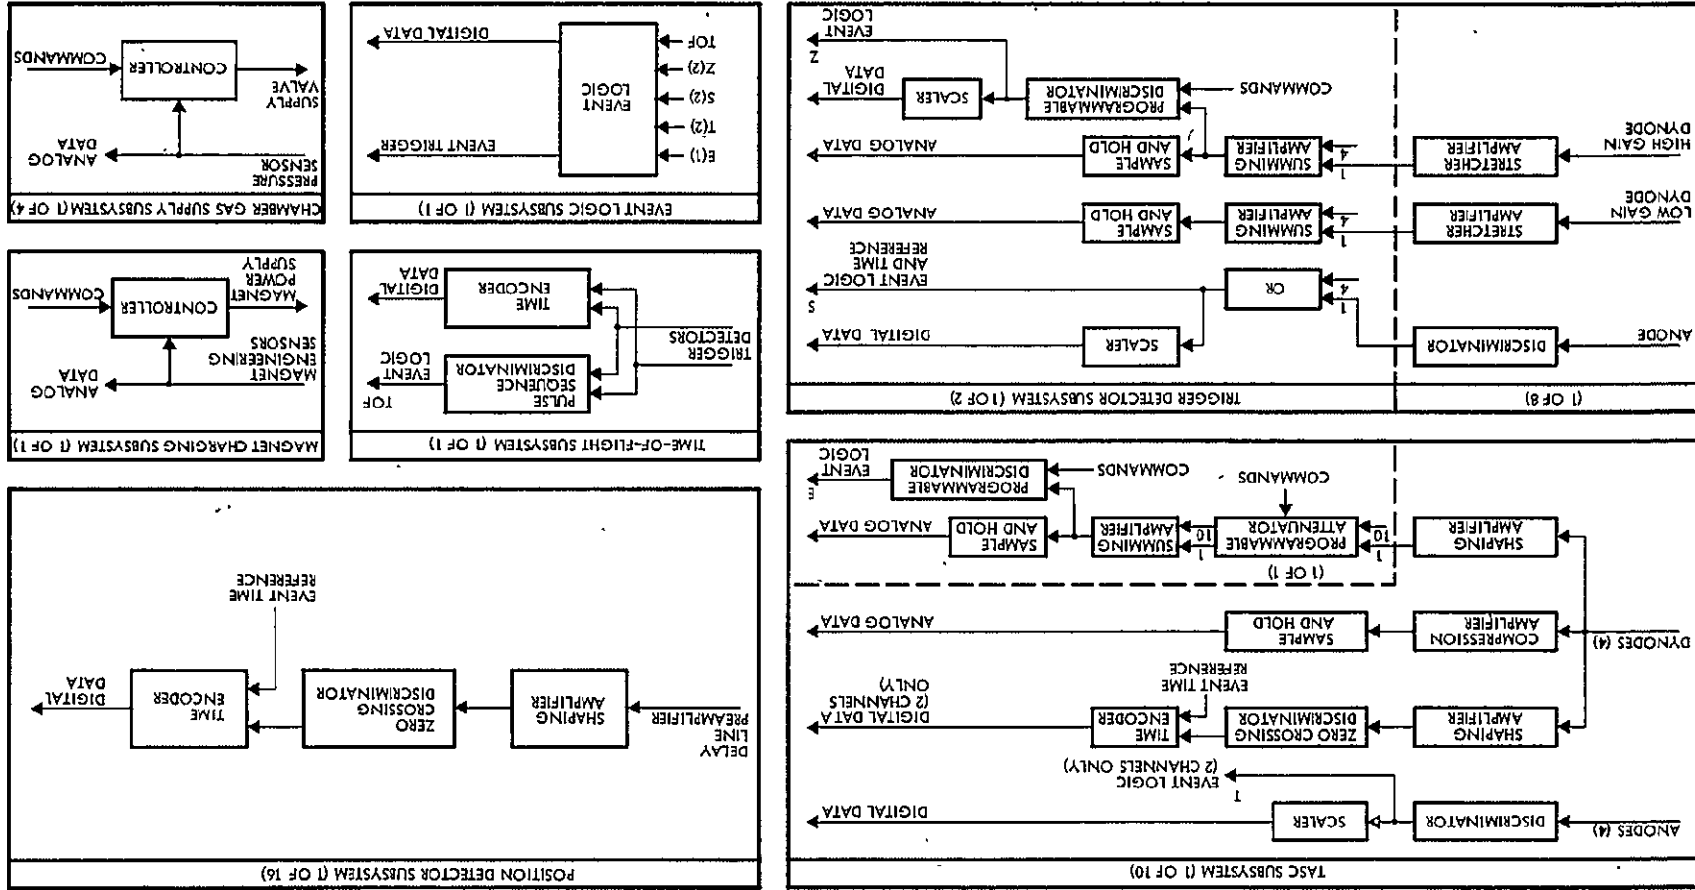 TASC SUBSYSTEM (1 OF 10)
ANODES (4)
DISCRIMINATOR
SCALER
DIGITAL DATA
T
EVENT LOGIC
(2 CHANNELS ONLY)
SHAPING
AMPLIFIER
ZERO CROSSING
DISCRIMINATOR
TIME
ENCODER
DIGITAL DATA
(2 CHANNELS
ONLY)
EVENT TIME
REFERENCE
DYNODES (4)
COMPRESSION
AMPLIFIER
SAMPLE
AND HOLD
ANALOG DATA
(1 OF 1)
SHAPING
AMPLIFIER
1
10
PROGRAMMABLE
ATTENUATOR
1
10
SUMMING
AMPLIFIER
SAMPLE
AND HOLD
ANALOG DATA
COMMANDS
COMMANDS
PROGRAMMABLE
DISCRIMINATOR
E
EVENT
LOGIC
POSITION DETECTOR SUBSYSTEM (1 OF 16)
DELAY
LINE
PREAMPLIFIER
SHAPING
AMPLIFIER
ZERO
CROSSING
DISCRIMINATOR
TIME
ENCODER
DIGITAL
DATA
EVENT TIME
REFERENCE
(1 OF 8)
TRIGGER DETECTOR SUBSYSTEM (1 OF 2)
ANODE
DISCRIMINATOR
1
4
OR
SCALER
DIGITAL DATA
S
EVENT LOGIC
AND TIME
REFERENCE
LOW GAIN
DYNODE
STRETCHER
AMPLIFIER
1
4
SUMMING
AMPLIFIER
SAMPLE
AND HOLD
ANALOG DATA
HIGH GAIN
DYNODE
STRETCHER
AMPLIFIER
1
4
SUMMING
AMPLIFIER
SAMPLE
AND HOLD
ANALOG DATA
COMMANDS
PROGRAMMABLE
DISCRIMINATOR
SCALER
DIGITAL
DATA
Z
EVENT
LOGIC
TIME-OF-FLIGHT SUBSYSTEM (1 OF 1)
TRIGGER
DETECTORS
PULSE
SEQUENCE
DISCRIMINATOR
TOF
EVENT
LOGIC
TIME
ENCODER
DIGITAL
DATA
MAGNET CHARGING SUBSYSTEM (1 OF 1)
MAGNET
ENGINEERING
SENSORS
ANALOG
DATA
CONTROLLER
COMMANDS
MAGNET
POWER
SUPPLY
EVENT LOGIC SUBSYSTEM (1 OF 1)
E(1)
T(2)
S(2)
Z(2)
TOF
EVENT
LOGIC
EVENT TRIGGER
DIGITAL DATA
CHAMBER GAS SUPPLY SUBSYSTEM (1 OF 4)
PRESSURE
SENSOR
ANALOG
DATA
SUPPLY
VALVE
CONTROLLER
COMMANDS